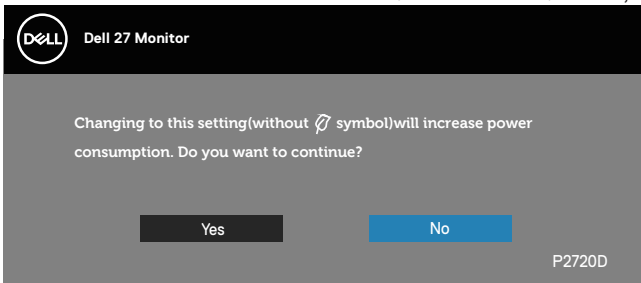 DELL
Dell 27 Monitor
Changing to this setting(without symbol)will increase power
consumption. Do you want to continue?
Yes
No
P2720D